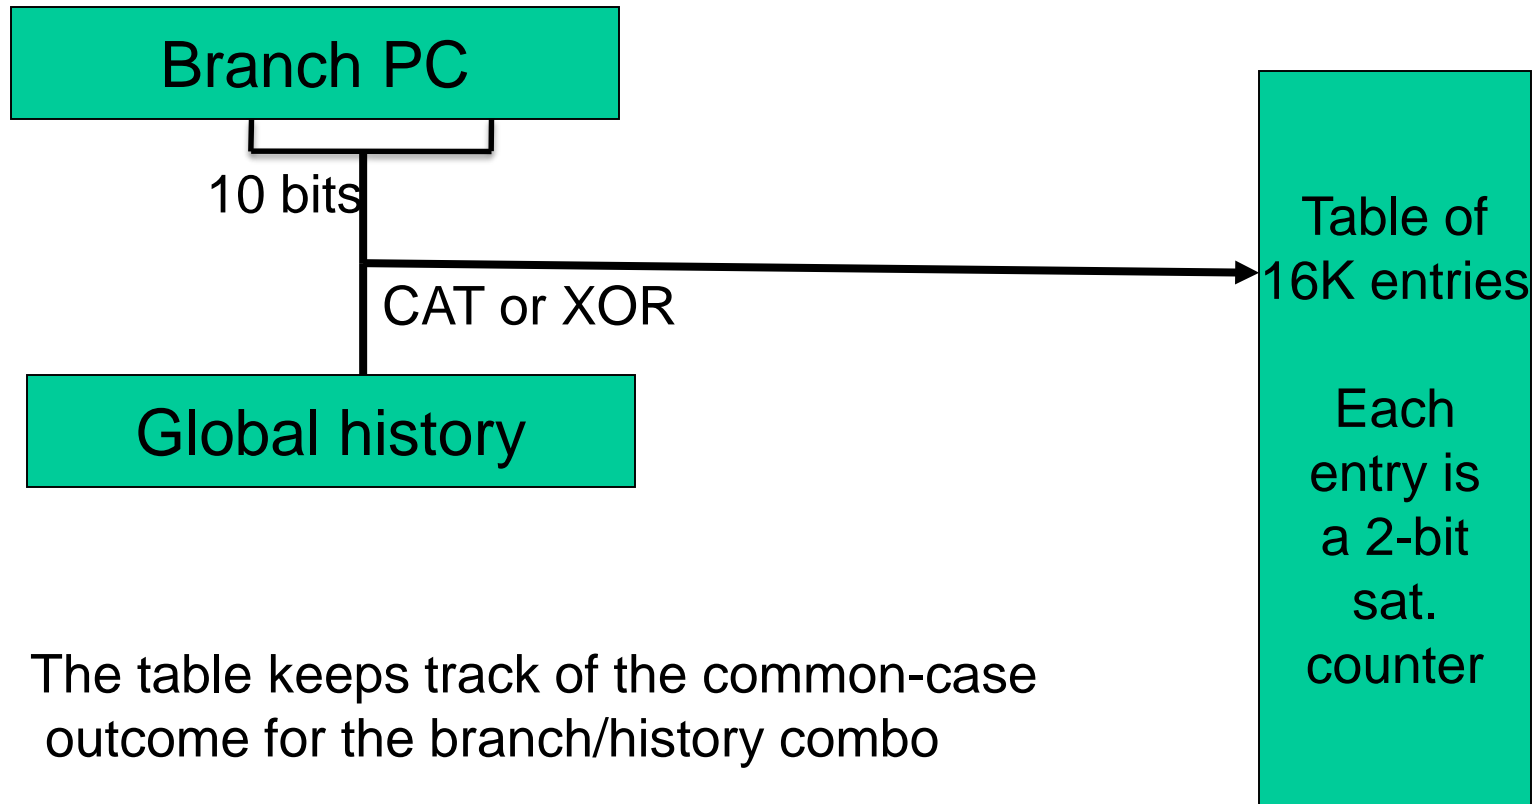 Branch PC
10 bits
CAT or XOR
Global history
Table of
16K entries
Each
entry is
a 2-bit
sat.
counter
The table keeps track of the common-case
outcome for the branch/history combo